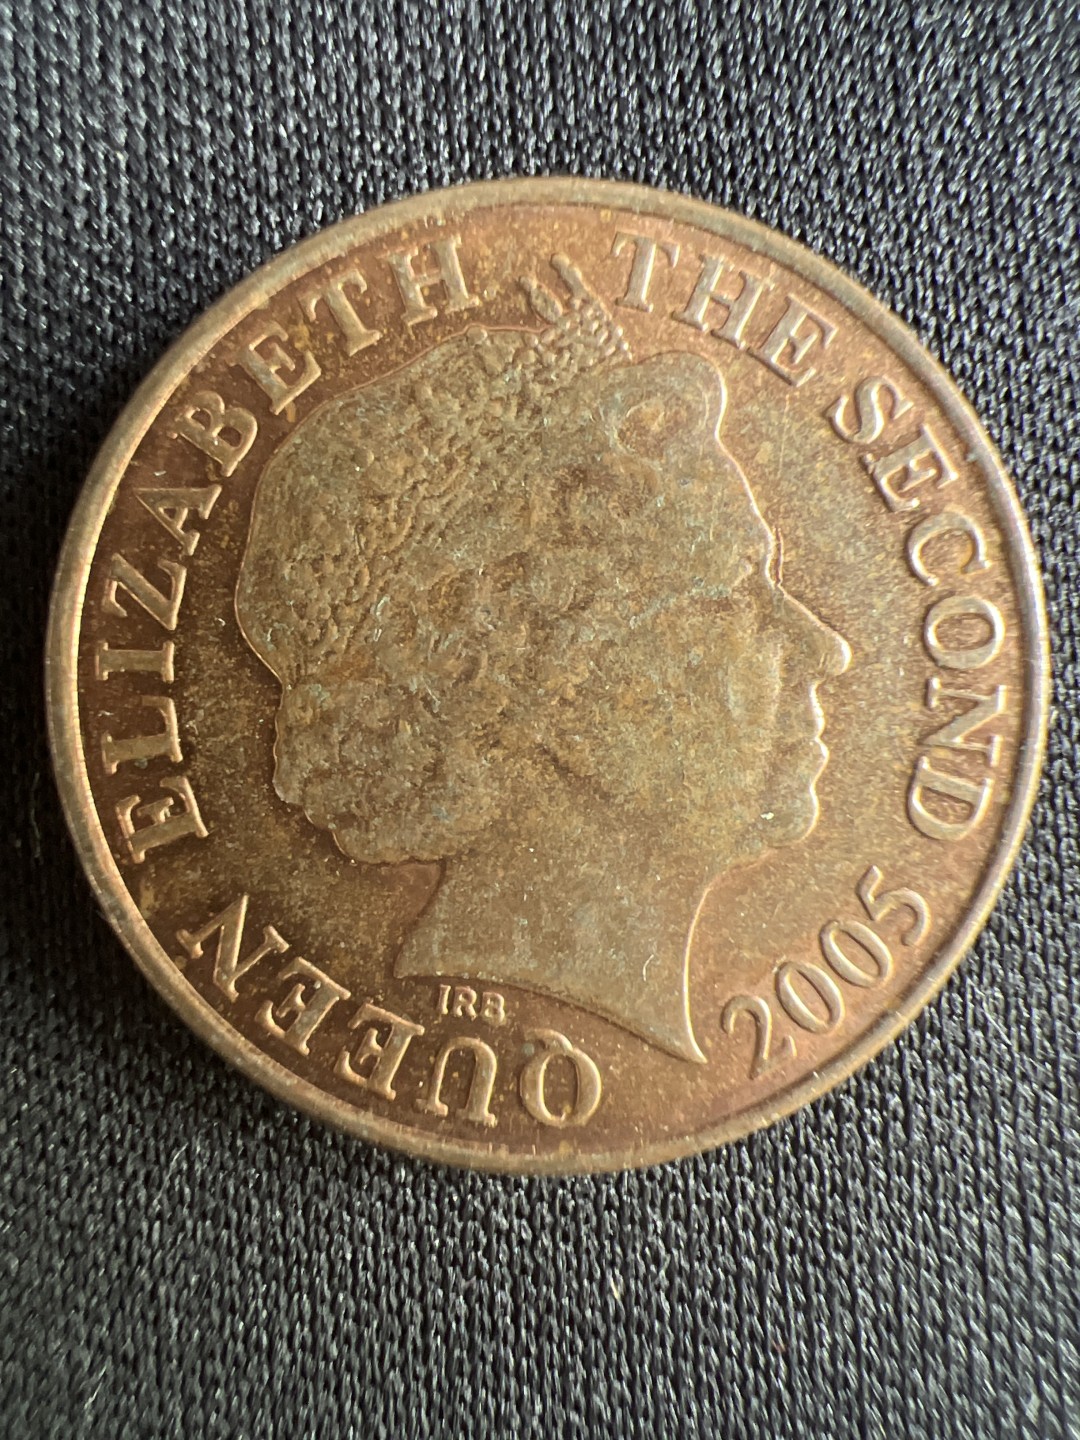 QUEEN ELIZABETH THE SECOND 2005
IRB